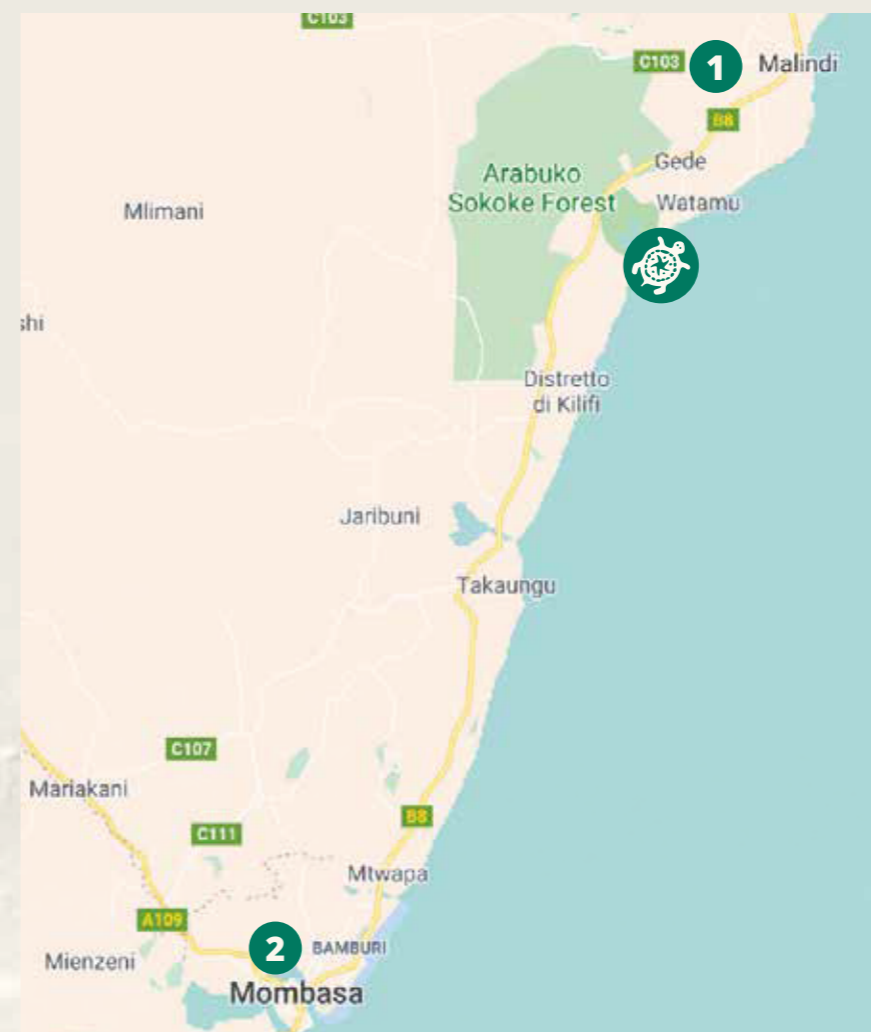 C103
C103
1
Malindi
B8
Gede
Arabuko
Sokoke Forest
Watamu
Mlimani
shi
Distretto
di Kilifi
Jaribuni
Takaungu
C107
Mariakani
B8
C111
Mtwapa
A109
2
BAMBURI
Mienzeni
Mombasa